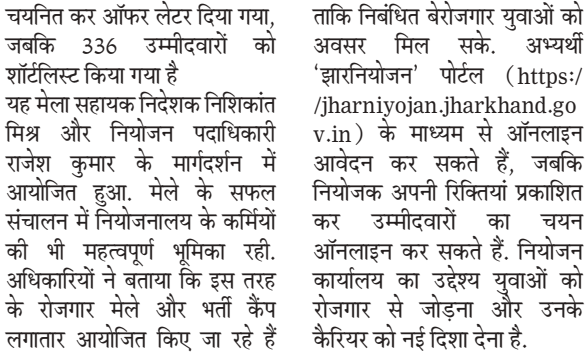 चयनित कर ऑफर लेटर दिया गया,
जबकि 336 उम्मीदवारों को
शॉर्टलिस्ट किया गया है
यह मेला सहायक निदेशक निशिकांत
मिश्र और नियोजन पदाधिकारी
राजेश कुमार के मार्गदर्शन में
आयोजित हुआ. मेले के सफल
संचालन में नियोजनालय के कर्मियों
की भी महत्वपूर्ण भूमिका रही.
अधिकारियों ने बताया कि इस तरह
के रोजगार मेले और भर्ती कैंप
लगातार आयोजित किए जा रहे हैं
ताकि निबंधित बेरोजगार युवाओं को
अवसर मिल सके. अभ्यर्थी
‘झारनियोजन’ पोर्टल (https:/
/jharniyojan.jharkhand.go
v.in) के माध्यम से ऑनलाइन
आवेदन कर सकते हैं, जबकि
नियोजक अपनी रिक्तियां प्रकाशित
कर उम्मीदवारों का चयन
ऑनलाइन कर सकते हैं. नियोजन
कार्यालय का उद्देश्य युवाओं को
रोजगार से जोड़ना और उनके
कैरियर को नई दिशा देना है.